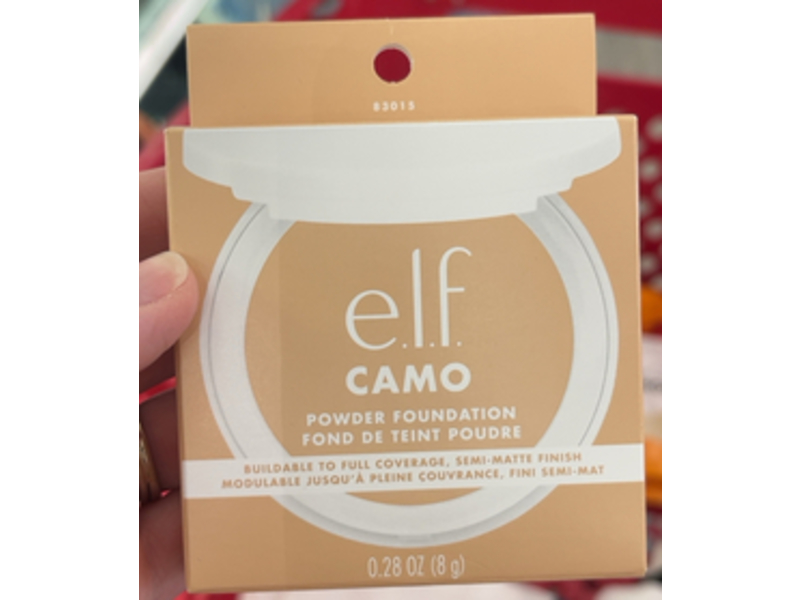 83015
e.l.f.
CAMO
POWDER FOUNDATION
FOND DE TEINT POUDRE
BUILDABLE TO FULL COVERAGE, SEMI-MATTE FINISH
MODULABLE JUSQU'À PLEINE COUVRANCE, FINI SEMI-MAT
0.28 OZ (8 g)